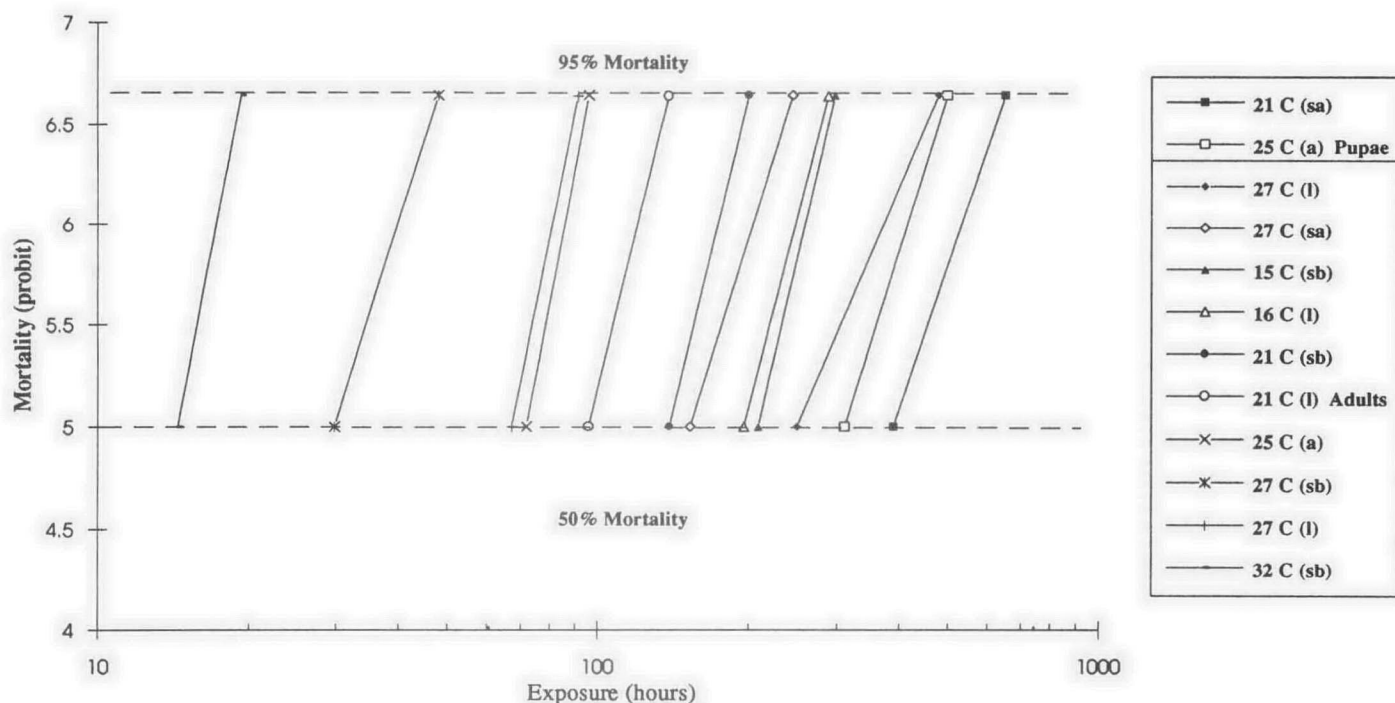 7
6.5
6
5.5
5
4.5
4
Mortality (probit)
95% Mortality
50% Mortality
10
100
1000
Exposure (hours)
21 C (sa)
25 C (a) Pupae
27 C (l)
27 C (sa)
15 C (sb)
16 C (l)
21 C (sb)
21 C (l) Adults
25 C (a)
27 C (sb)
27 C (l)
32 C (sb)